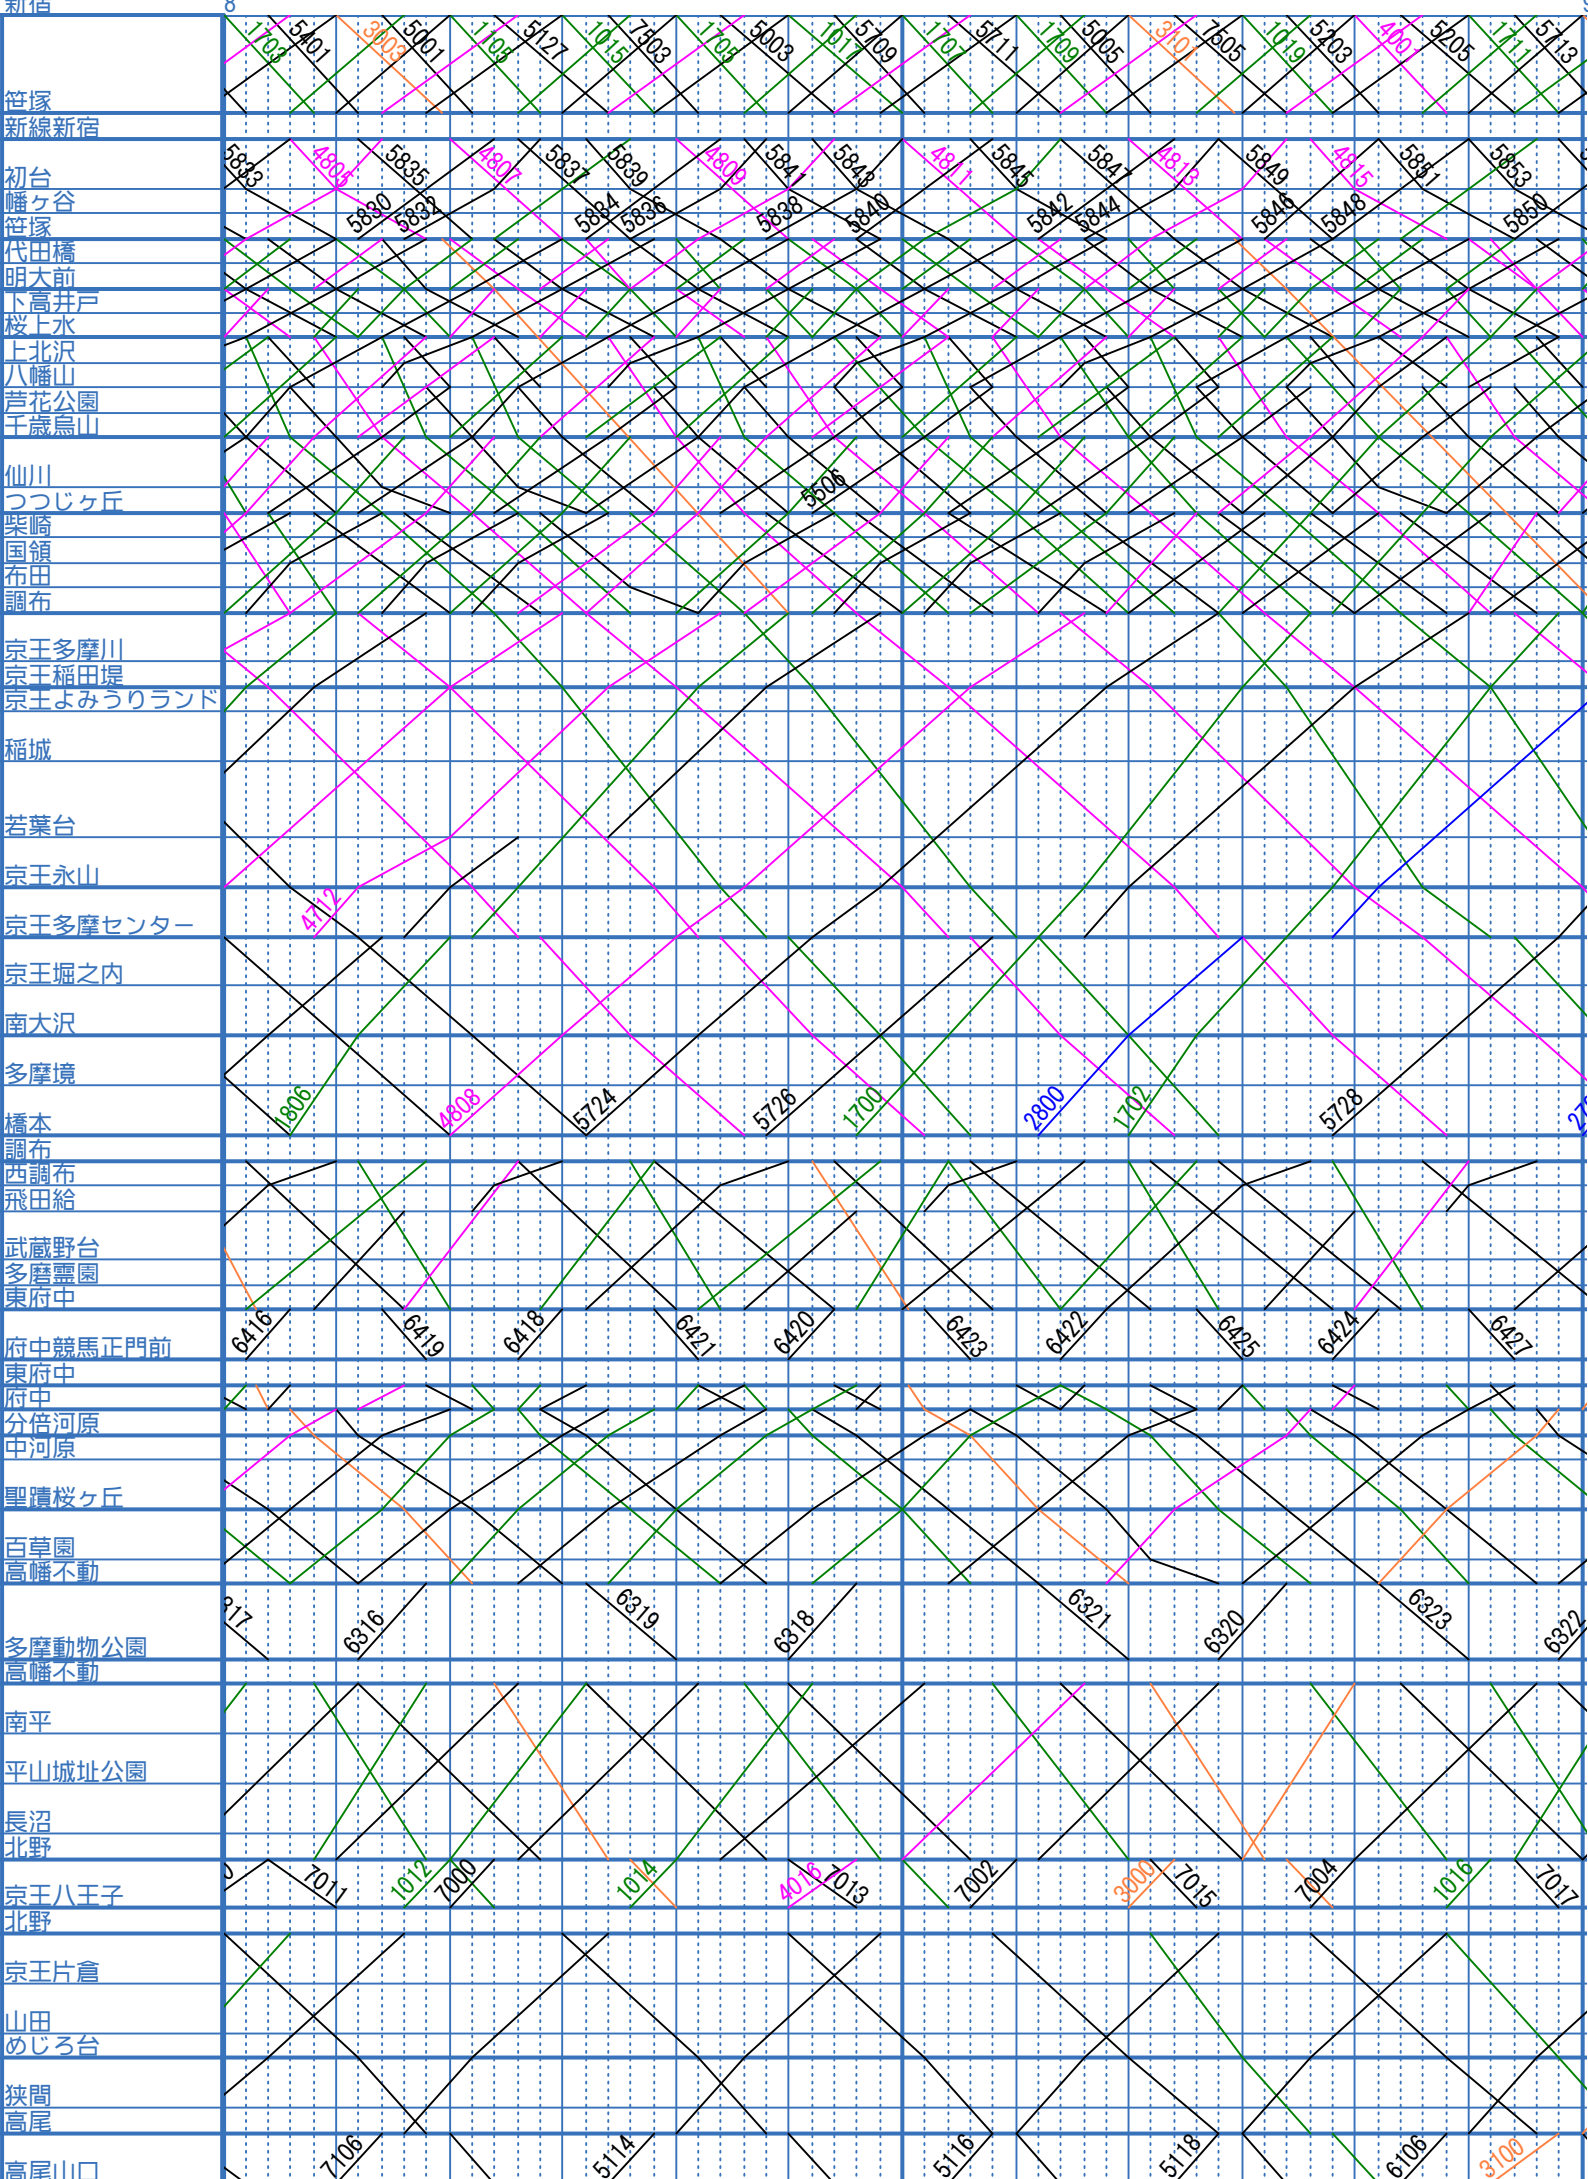 新宿 8
1703 5401 3003 5001 1105 5127 1015 7503 1705 5003 1017 5709 1707 5711 1709 5005 3101 7505 1019 5203 4001 5205 1711 5713
笹塚
新線新宿
5833 4805 5835 4807 5837 5839 4809 5841 5843 4811 5845 5847 4813 5849 4815 5851 5853
初台
幡ヶ谷
5830 5832 5834 5836 5838 5840 5842 5844 5846 5848 5850
笹塚
代田橋
明大前
下高井戸
桜上水
上北沢
八幡山
芦花公園
千歳烏山
仙川
5506
つつじヶ丘
柴崎
国領
布田
調布
京王多摩川
京王稲田堤
京王よみうりランド
稲城
若葉台
京王永山
4712
京王多摩センター
京王堀之内
南大沢
多摩境
1806 4808 5724 5726 1700 2800 1702 5728
橋本
調布
西調布
飛田給
武蔵野台
多磨霊園
東府中
6416 6419 6418 6421 6420 6423 6422 6425 6424 6427
府中競馬正門前
東府中
府中
分倍河原
中河原
聖蹟桜ヶ丘
百草園
高幡不動
317 6316 6319 6318 6321 6320 6323 6322
多摩動物公園
高幡不動
南平
平山城址公園
長沼
北野
7011 1012 7000 1014 4016 7013 7002 3000 7015 7004 1016 7017
京王八王子
北野
京王片倉
山田
めじろ台
狭間
高尾
7106 5114 5116 5118 6106 3100
高尾山口